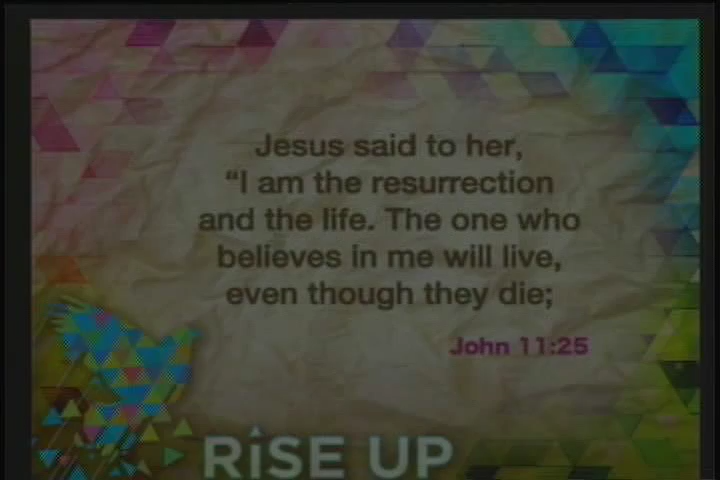 Jesus said to her,
“I am the resurrection
and the life. The one who
believes in me will live,
even though they die;
John 11:25
RiSE UP